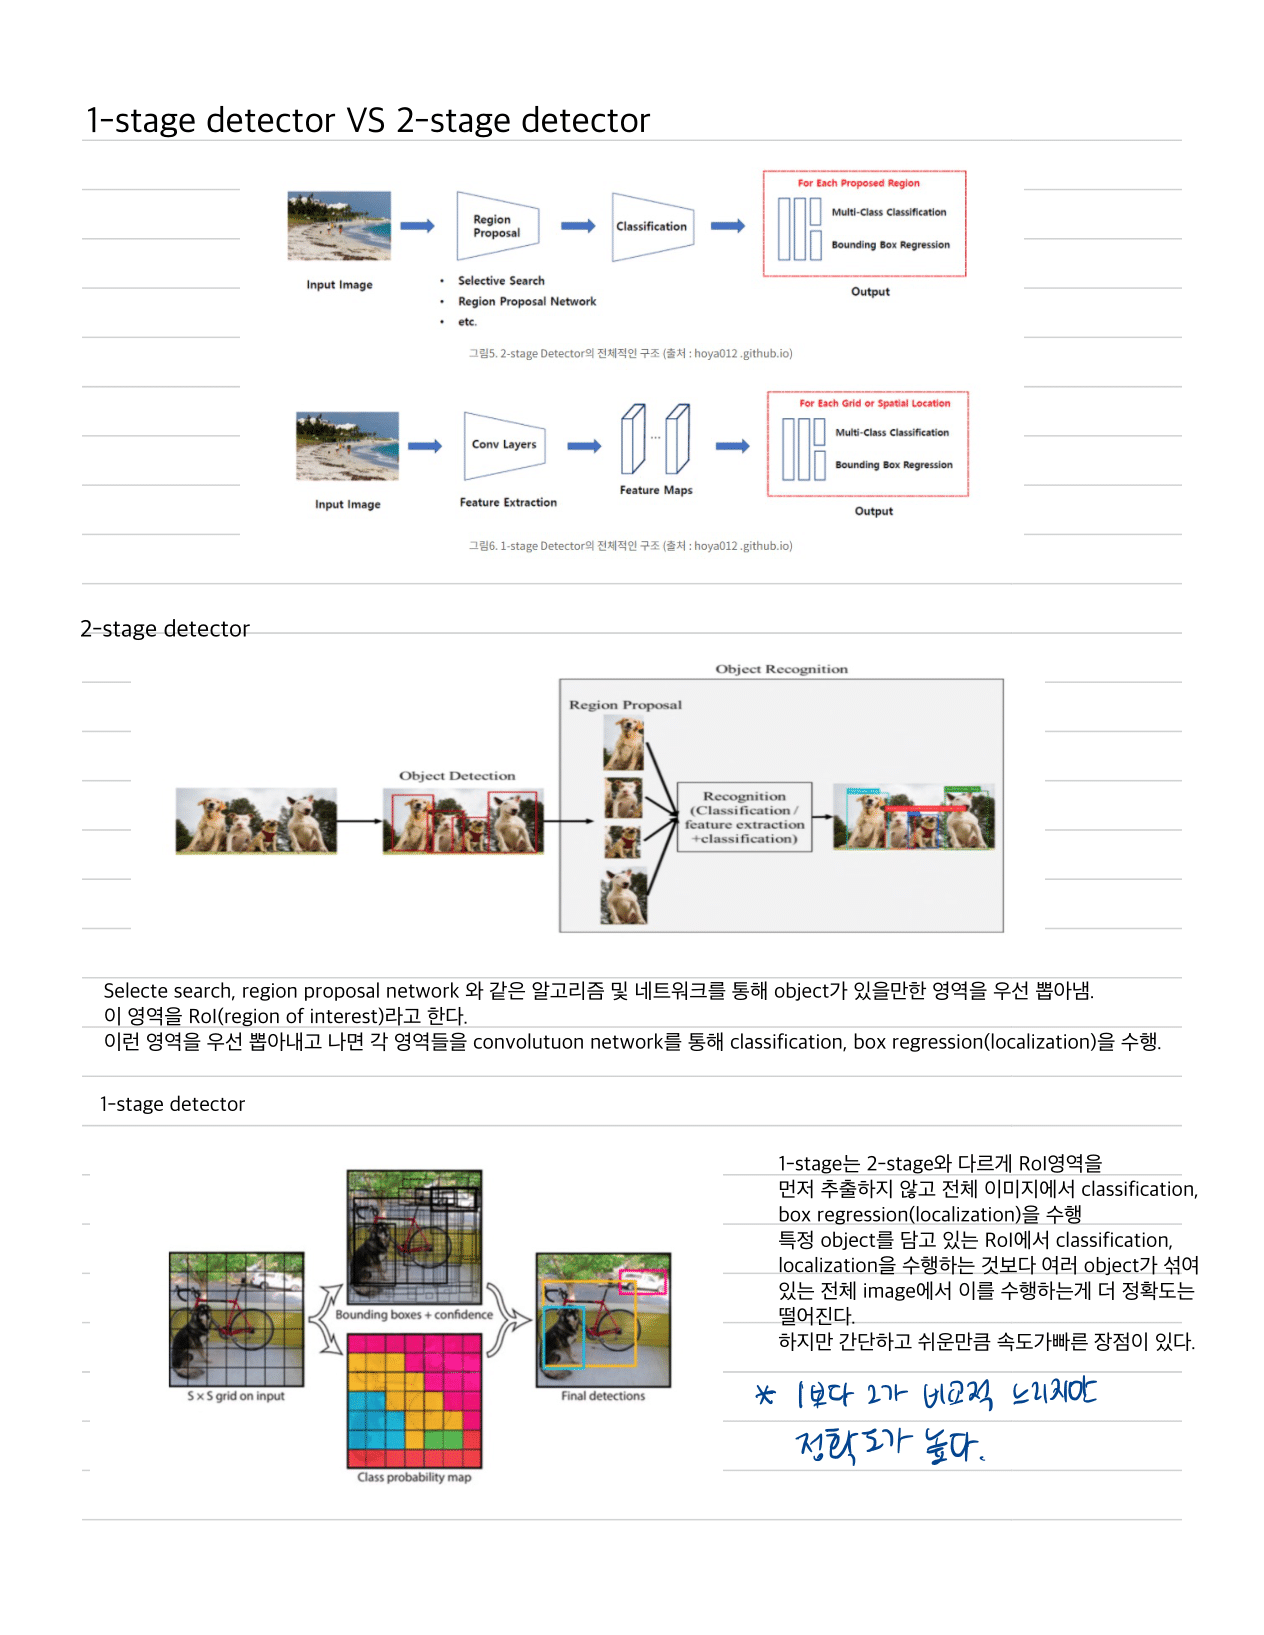 1-stage detector VS 2-stage detector
For Each Proposed Region
Region
Proposal
Classification
Multi-Class Classification
Bounding Box Regression
Input Image
Output
• Selective Search
• Region Proposal Network
• etc.
그림5. 2-stage Detector의 전체적인 구조 (출처 : hoya012 .github.io)
For Each Grid or Spatial Location
Conv Layers
...
Multi-Class Classification
Bounding Box Regression
Input Image
Feature Extraction
Feature Maps
Output
그림6. 1-stage Detector의 전체적인 구조 (출처 : hoya012 .github.io)
2-stage detector
Object Recognition
Region Proposal
Object Detection
Recognition
(Classification /
feature extraction
+classification)
Selecte search, region proposal network 와 같은 알고리즘 및 네트워크를 통해 object가 있을만한 영역을 우선 뽑아냄.
이 영역을 RoI(region of interest)라고 한다.
이런 영역을 우선 뽑아내고 나면 각 영역들을 convolutuon network를 통해 classification, box regression(localization)을 수행.
1-stage detector
S × S grid on input
Bounding boxes + confidence
Class probability map
Final detections
1-stage는 2-stage와 다르게 RoI영역을
먼저 추출하지 않고 전체 이미지에서 classification,
box regression(localization)을 수행
특정 object를 담고 있는 RoI에서 classification,
localization을 수행하는 것보다 여러 object가 섞여
있는 전체 image에서 이를 수행하는게 더 정확도는
떨어진다.
하지만 간단하고 쉬운만큼 속도가빠른 장점이 있다.
* 1보다 2가 비교적 느리지만
정확도가 높다.